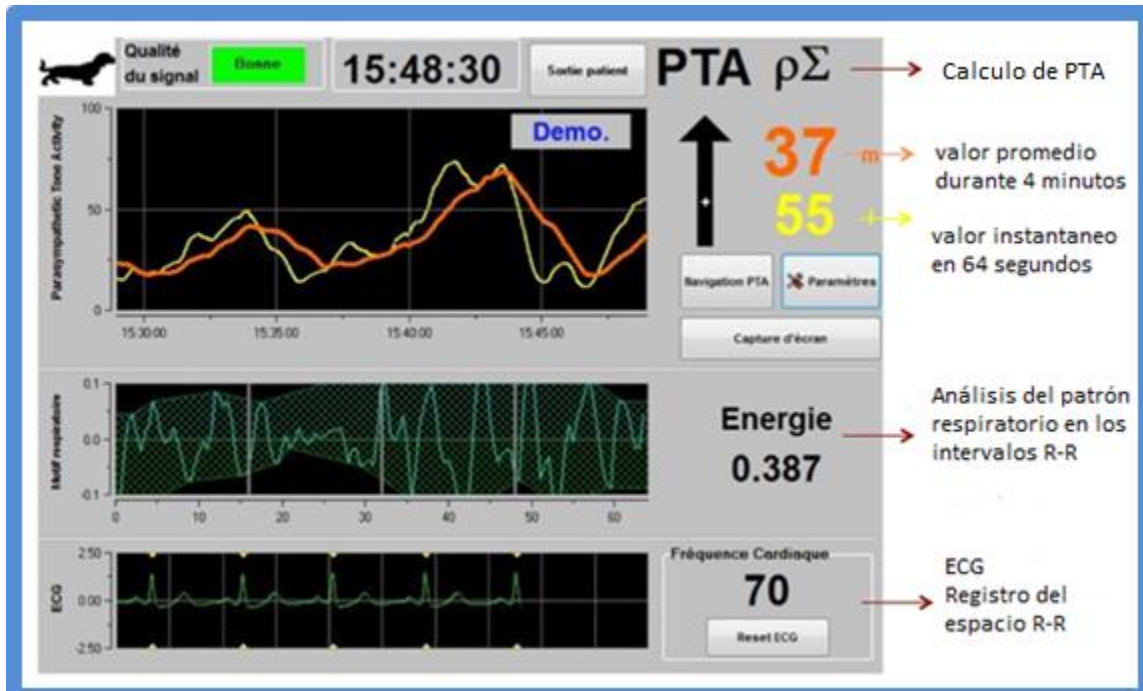 Qualité
du signal
Bonne
15:48:30
Sortie patient
PTA ρΣ
Calculo de PTA
Parasympathetic Tone Activity
100
50
0
Demo.
15:30:00 15:35:00 15:40:00 15:45:00
37 m
valor promedio
durante 4 minutos
55 i
valor instantaneo
en 64 segundos
Navigation PTA
Paramètres
Capture d'écran
Motif respiratoire
0.1
0.0
-0.1
0 10 20 30 40 50 60
Energie
0.387
Análisis del patrón
respiratorio en los
intervalos R-R
ECG
2.50
0.00
-2.50
Fréquence Cardiaque
70
Reset ECG
ECG
Registro del
espacio R-R